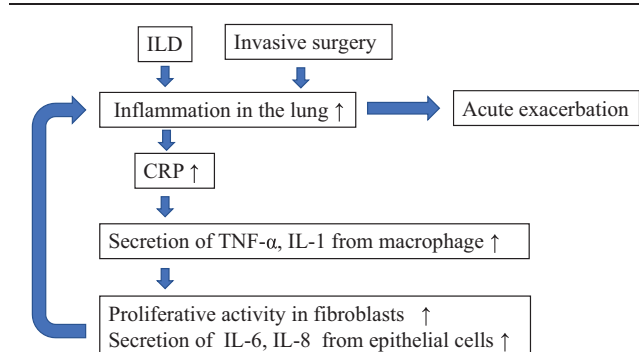 ILD
Invasive surgery
Inflammation in the lung ↑
Acute exacerbation
CRP ↑
Secretion of TNF-α, IL-1 from macrophage ↑
Proliferative activity in fibroblasts ↑
Secretion of IL-6, IL-8 from epithelial cells ↑